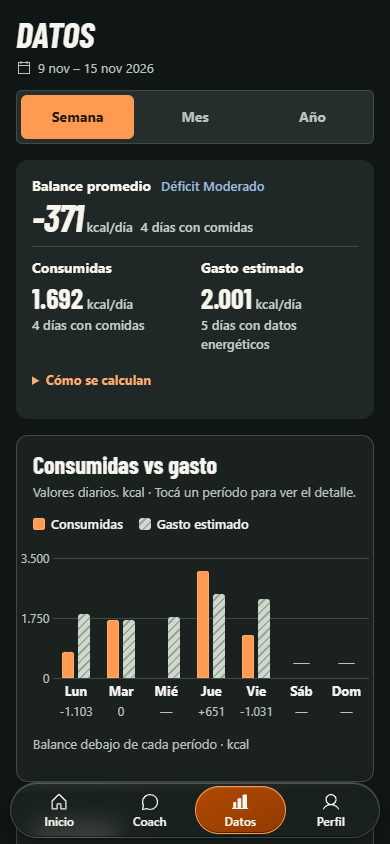 DATOS
9 nov – 15 nov 2026
Semana Mes Año
Balance promedio Déficit Moderado
-371 kcal/día 4 días con comidas
Consumidas Gasto estimado
1.692 kcal/día 2.001 kcal/día
4 días con comidas 5 días con datos
energéticos
▶ Cómo se calculan
Consumidas vs gasto
Valores diarios. kcal · Tocá un período para ver el detalle.
Consumidas Gasto estimado
3.500
1.750
0
— —
Lun Mar Mié Jue Vie Sáb Dom
-1.103 0 — +651 -1.031 — —
Balance debajo de cada período · kcal
Inicio Coach Datos Perfil